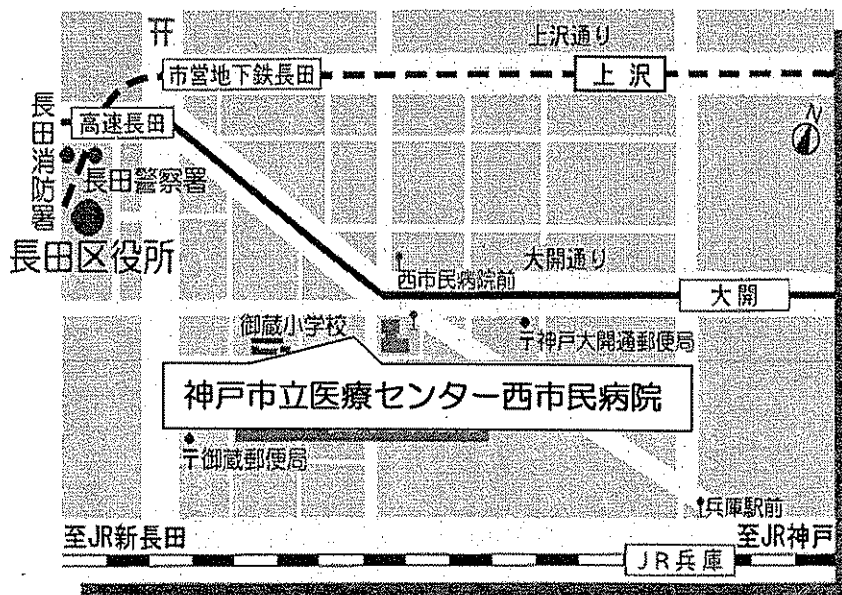 上沢通り
市営地下鉄長田
上沢
N
高速長田
長田消防署
長田警察署
長田区役所
大開通り
西市民病院前
大開
御蔵小学校
〒神戸大開通郵便局
神戸市立医療センター西市民病院
〒御蔵郵便局
兵庫駅前
至JR新長田
至JR神戸
JR兵庫